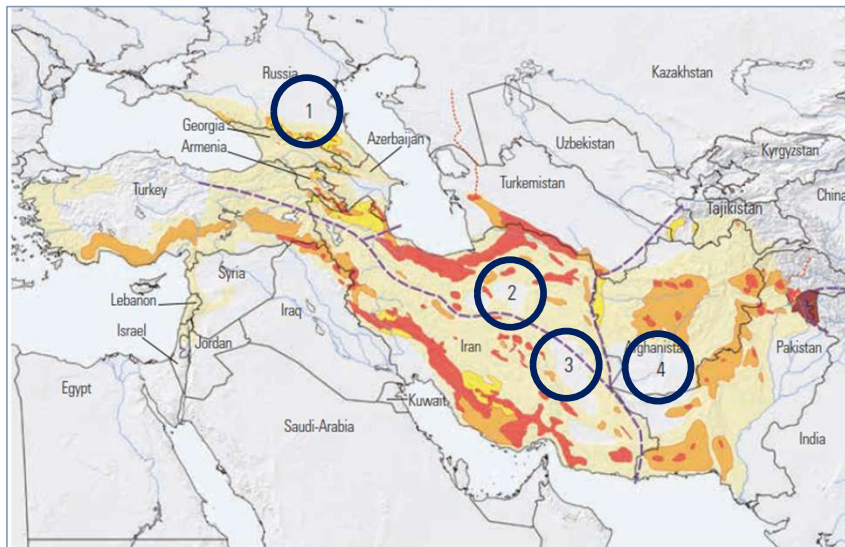 Russia
1
Kazakhstan
Georgia
Armenia
Azerbaijan
Uzbekistan
Kyrgyzstan
Turkey
Turkemistan
Tajikistan
China
Syria
2
Lebanon
Iraq
Israel
Jordan
Iran
3
Afghanistan
4
Pakistan
Egypt
Kuwait
Saudi-Arabia
India